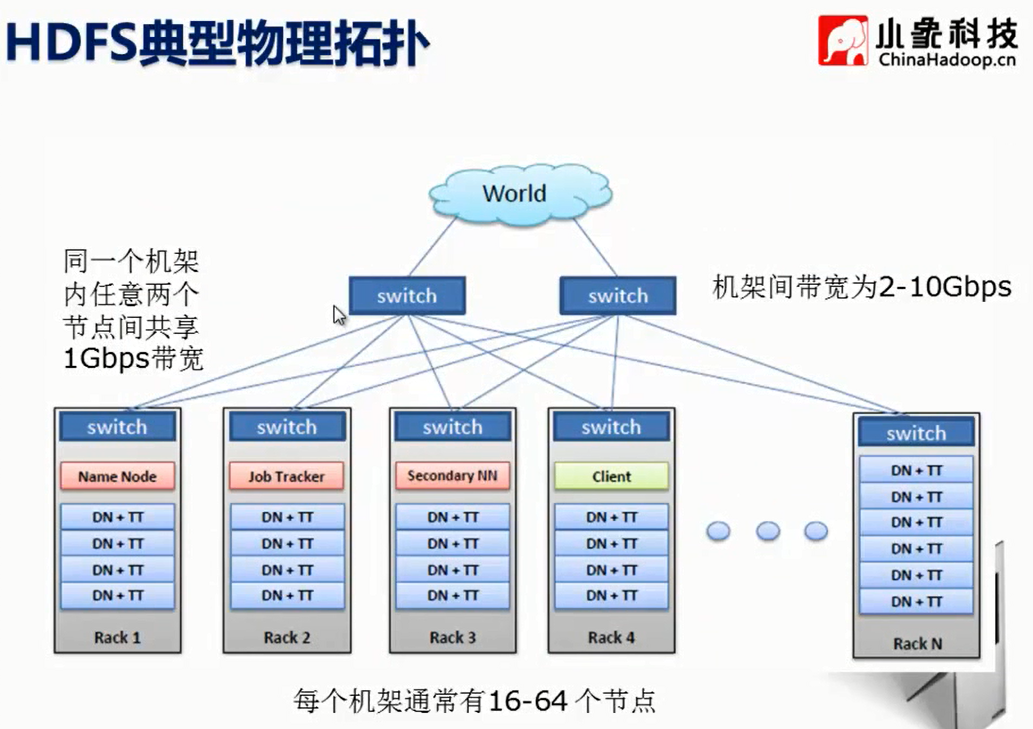 HDFS典型物理拓扑
小象科技
ChinaHadoop.cn
World
同一个机架
内任意两个
节点间共享
1Gbps带宽
switch
switch
机架间带宽为2-10Gbps
switch
Name Node
DN + TT
DN + TT
DN + TT
DN + TT
Rack 1
switch
Job Tracker
DN + TT
DN + TT
DN + TT
DN + TT
Rack 2
switch
Secondary NN
DN + TT
DN + TT
DN + TT
DN + TT
Rack 3
switch
Client
DN + TT
DN + TT
DN + TT
DN + TT
Rack 4
switch
DN + TT
DN + TT
DN + TT
DN + TT
DN + TT
DN + TT
Rack N
每个机架通常有16-64 个节点